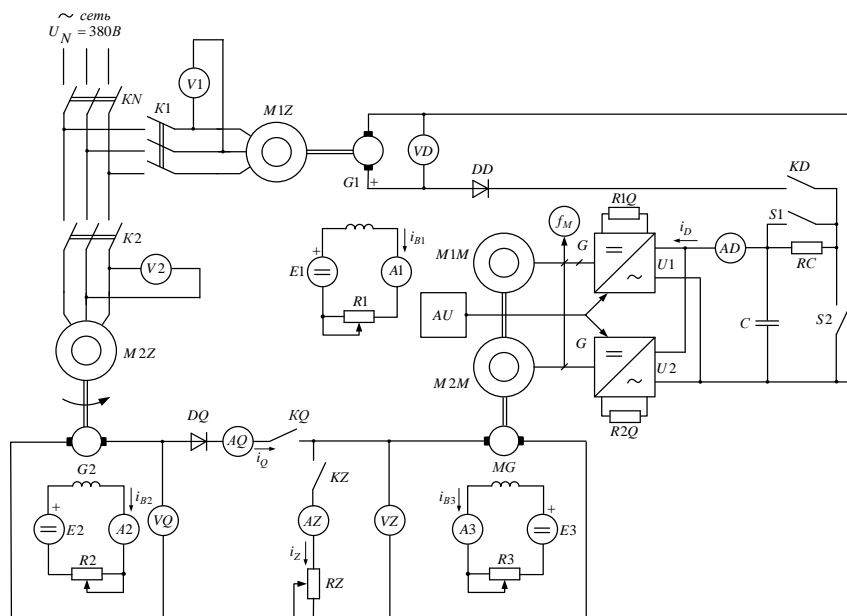 ~ сеть
U_N = 380В
KN
K1
V1
M1Z
G1
+
VD
DD
KD
S1
R1Q
f_M
i_D
AD
RC
U1
G
M1M
K2
V2
E1
+
i_B1
A1
R1
AU
M2Z
M2M
G
U2
R2Q
C
S2
DQ
AQ
i_Q
KQ
G2
MG
KZ
+
E2
i_B2
A2
R2
VQ
AZ
i_Z
RZ
VZ
i_B3
A3
+
E3
R3